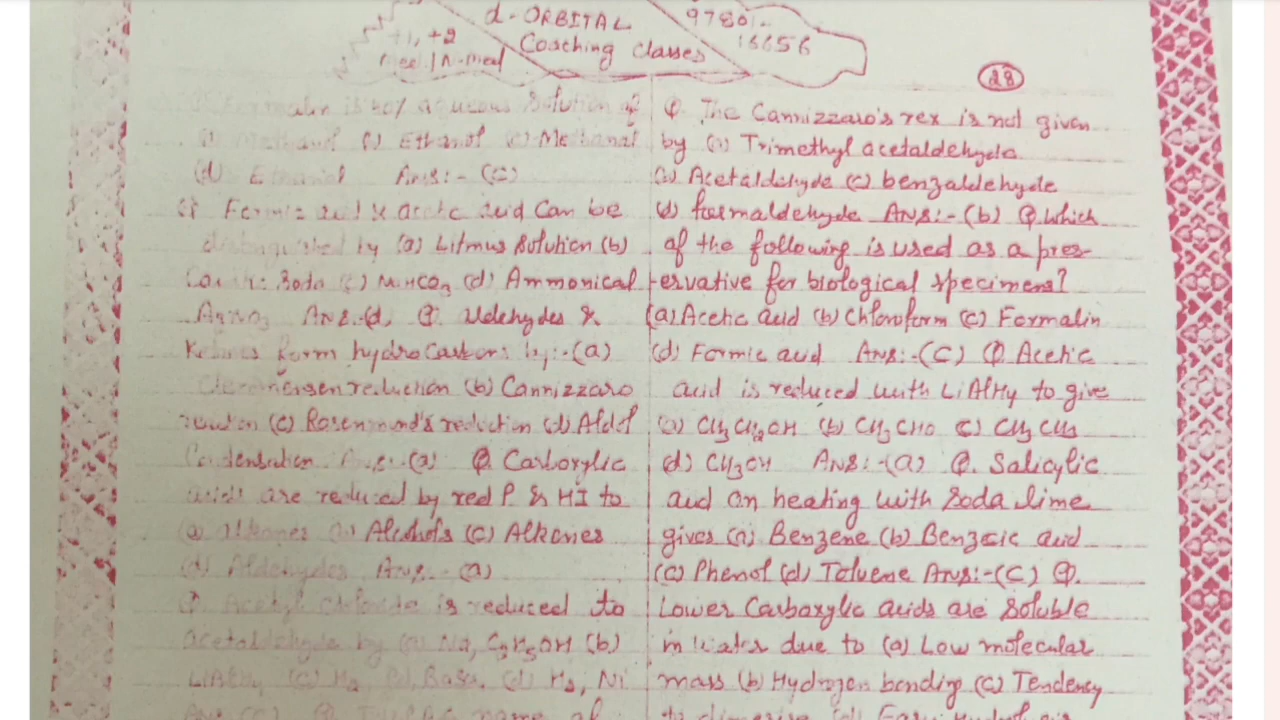 d-ORBITAL
Coaching classes
+1, +2
Med./N-med
97801-
16656
28
Formalin is 40% aqueous solution of
(a) Methanol (b) Ethanol (c) Methanal
(d) Ethanal Ans:-(c)
Q Formic acid & acetic acid can be
distinguished by (a) Litmus solution (b)
Caustic Soda (c) NaHCO3 (d) Ammonical
AgNO3 Ans:-(d) Q. Aldehydes &
Ketones form hydrocarbons by:-(a)
Clemmensen reduction (b) Cannizzaro
reaction (c) Rosenmund's reduction (d) Aldol
Condensation Ans:-(a) Q. Carboxylic
acids are reduced by red P & HI to
(a) alkanes (b) Alcohols (c) Alkenes
(d) Aldehydes Ans:-(a)
Q. Acetyl chloride is reduced to
acetaldehyde by (a) Na, C2H5OH (b)
LiAlH4 (c) H2 Pd, BaSO4 (d) H2, Ni
Q. The Cannizzaro's rex is not given
by (a) Trimethyl acetaldehyde
(b) Acetaldehyde (c) benzaldehyde
(d) formaldehyde ANS:-(b) Q. Which
of the following is used as a pres-
ervative for biological specimens?
(a) Acetic acid (b) Chloroform (c) Formalin
(d) Formic acid ANS:-(C) Q. Acetic
acid is reduced with LiAlH4 to give
(a) CH3CH2OH (b) CH3CHO (c) CH3CH3
(d) CH3OH ANS:-(a) Q. Salicylic
acid on heating with Soda lime
gives (a) Benzene (b) Benzoic acid
(c) Phenol (d) Toluene ANS:-(C) Q.
Lower Carboxylic acids are soluble
in water due to (a) Low molecular
mass (b) Hydrogen bonding (c) Tendency